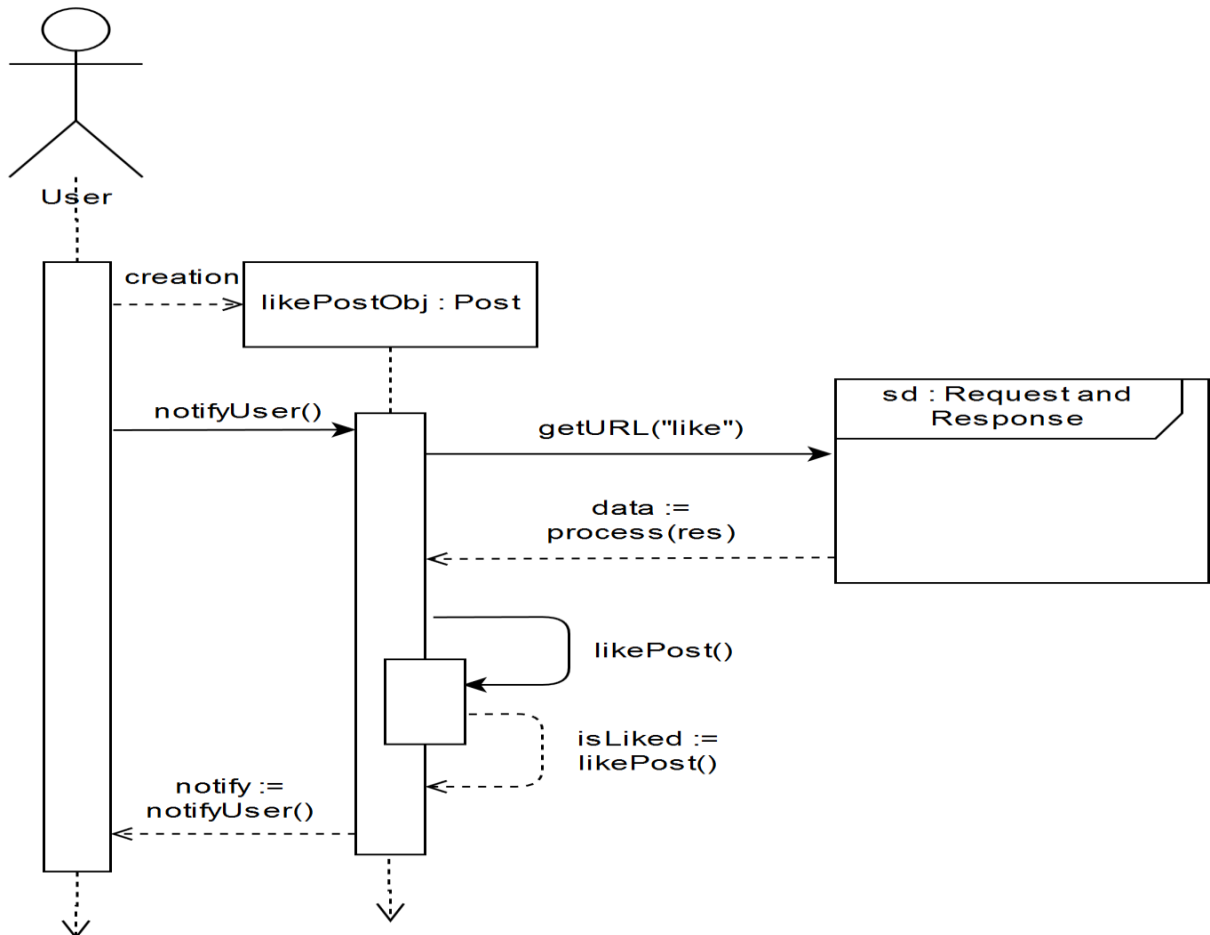 User
creation
likePostObj : Post
notifyUser()
getURL("like")
sd : Request and
Response
data :=
process(res)
likePost()
isLiked :=
likePost()
notify :=
notifyUser()